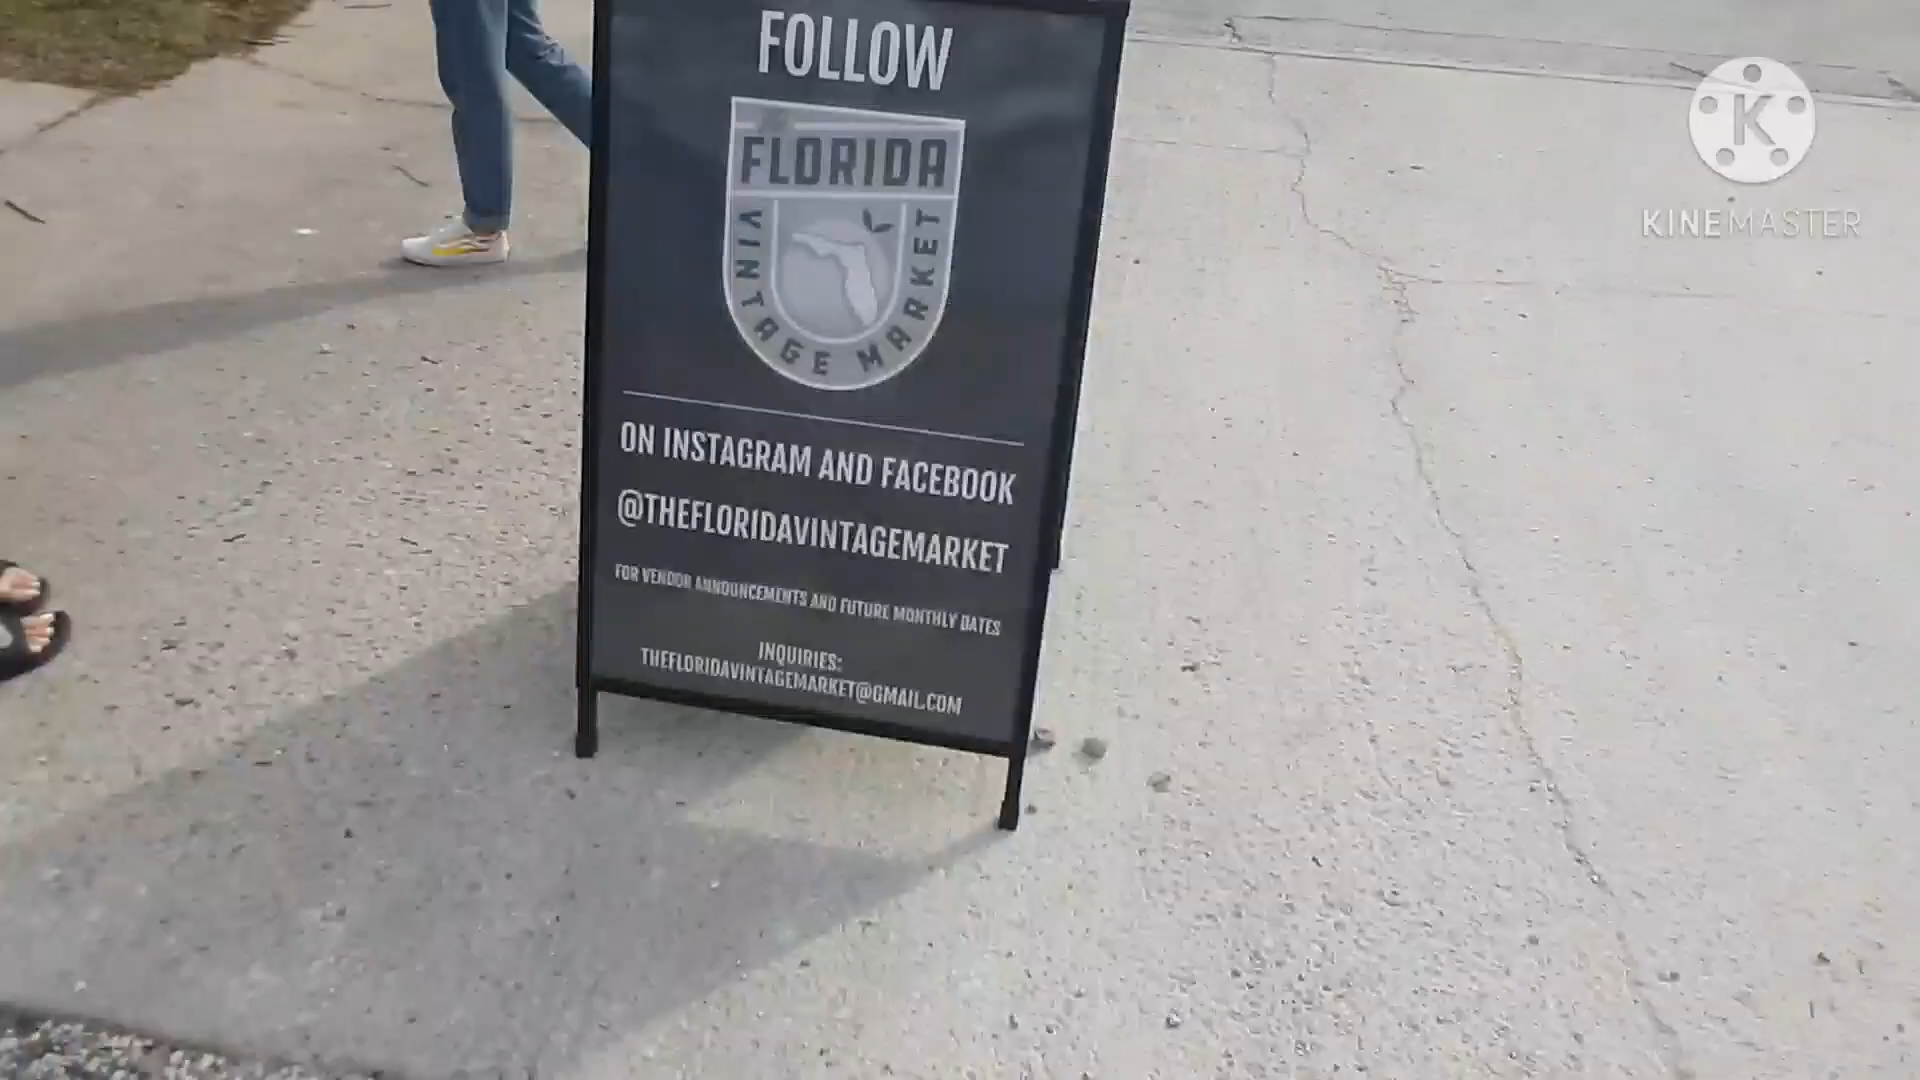 FOLLOW
FLORIDA
VINTAGE MARKET
ON INSTAGRAM AND FACEBOOK
@THEFLORIDAVINTAGEMARKET
FOR VENDOR ANNOUNCEMENTS AND FUTURE MONTHLY DATES
INQUIRIES:
THEFLORIDAVINTAGEMARKET@GMAIL.COM
K
KINEMASTER